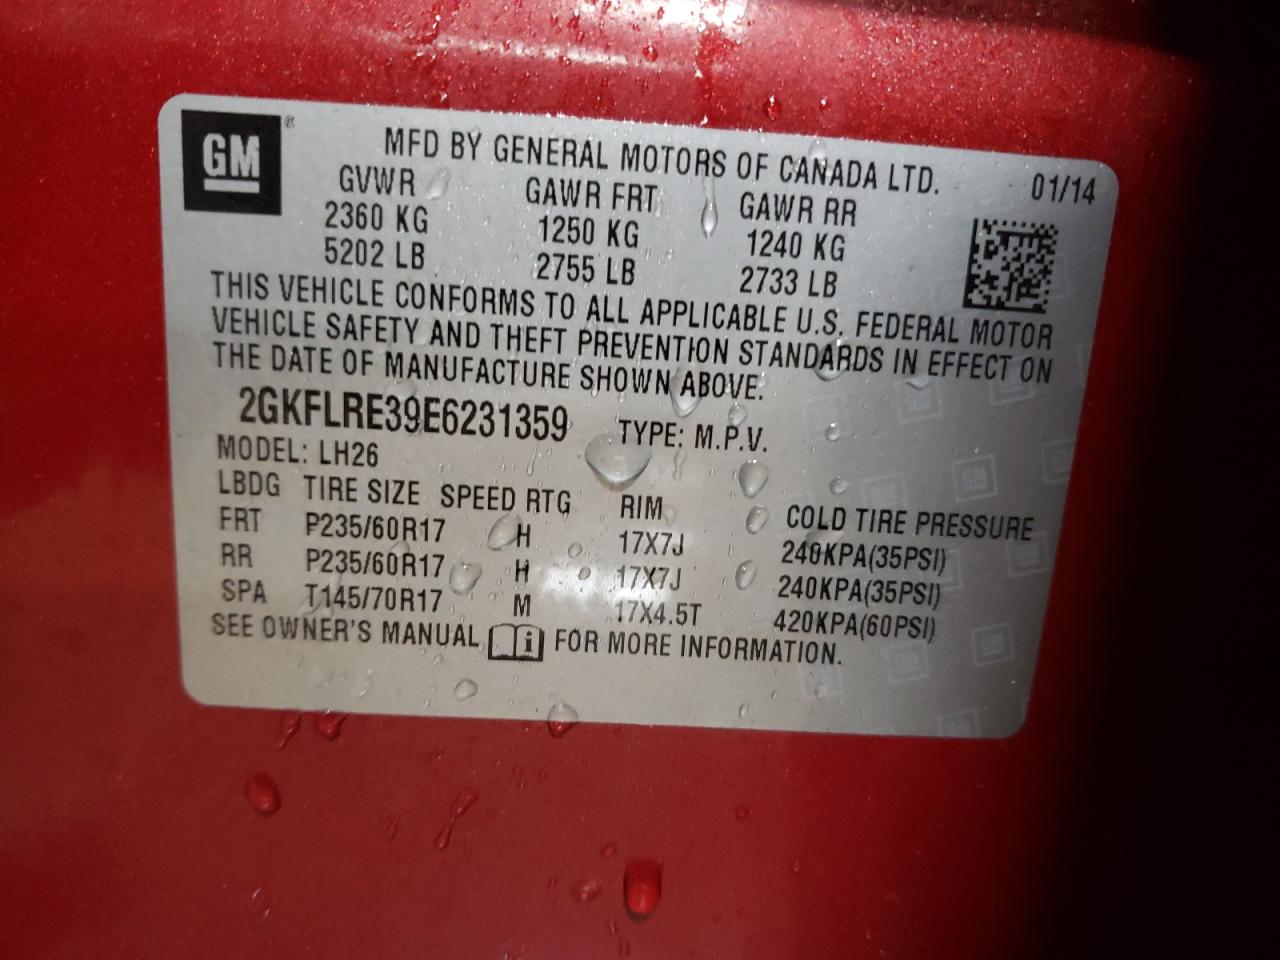 GM ®
MFD BY GENERAL MOTORS OF CANADA LTD. 01/14
GVWR GAWR FRT GAWR RR
2360 KG 1250 KG 1240 KG
5202 LB 2755 LB 2733 LB
THIS VEHICLE CONFORMS TO ALL APPLICABLE U.S. FEDERAL MOTOR
VEHICLE SAFETY AND THEFT PREVENTION STANDARDS IN EFFECT ON
THE DATE OF MANUFACTURE SHOWN ABOVE.
2GKFLRE39E6231359 TYPE: M.P.V.
MODEL: LH26
LBDG TIRE SIZE SPEED RTG RIM COLD TIRE PRESSURE
FRT P235/60R17 H 17X7J 240KPA(35PSI)
RR P235/60R17 H 17X7J 240KPA(35PSI)
SPA T145/70R17 M 17X4.5T 420KPA(60PSI)
SEE OWNER'S MANUAL i FOR MORE INFORMATION.